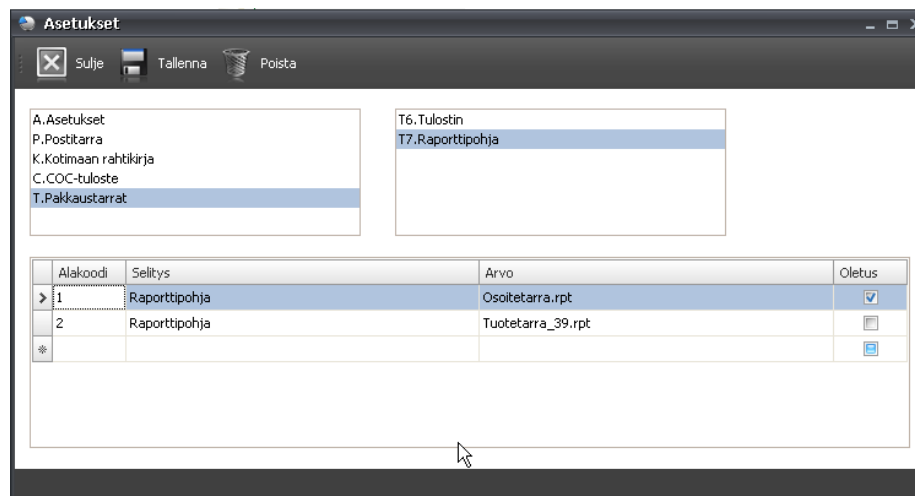 Asetukset
Sulje Tallenna Poista
A.Asetukset
P.Postitarra
K.Kotimaan rahtikirja
C.COC-tuloste
T.Pakkaustarrat
T6.Tulostin
T7.Raporttipohja
Alakoodi Selitys Arvo Oletus
1 Raporttipohja Osoitetarra.rpt
2 Raporttipohja Tuotetarra_39.rpt